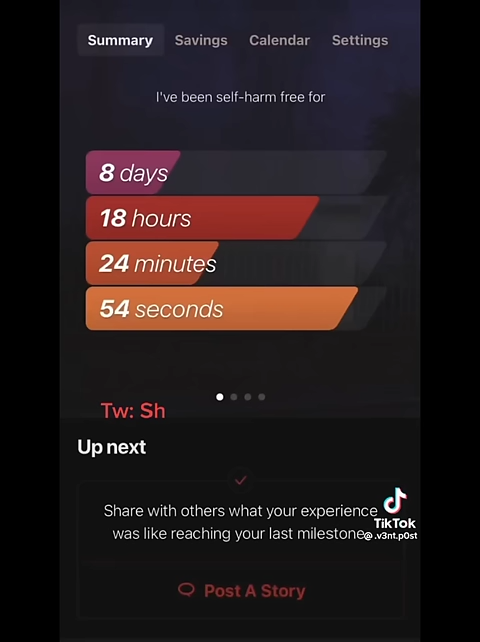 Summary Savings Calendar Settings
I've been self-harm free for
8 days
18 hours
24 minutes
54 seconds
Tw: Sh
Up next
Share with others what your experience
was like reaching your last milestone
TikTok
@.v3nt.p0st
Post A Story